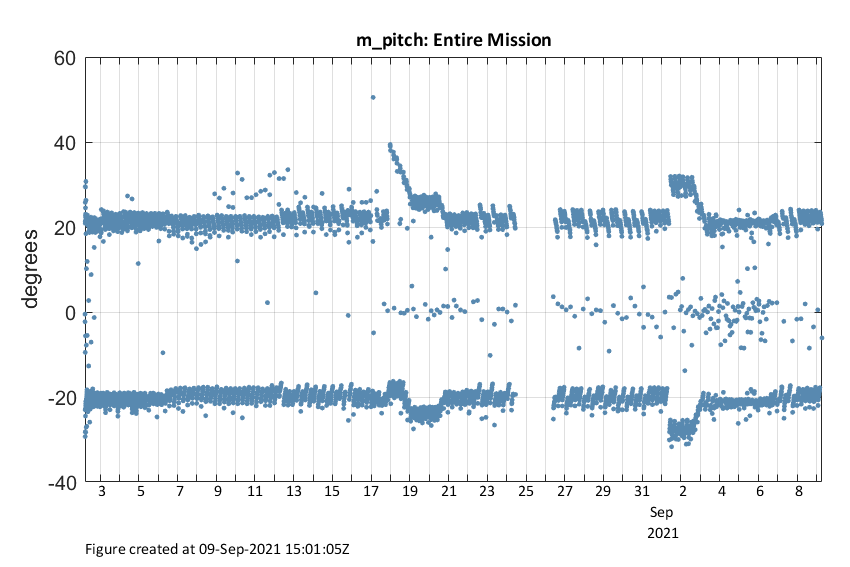 m_pitch: Entire Mission
60
40
20
0
-20
-40
degrees
3 5 7 9 11 13 15 17 19 21 23 25 27 29 31 2 4 6 8
Sep
2021
Figure created at 09-Sep-2021 15:01:05Z